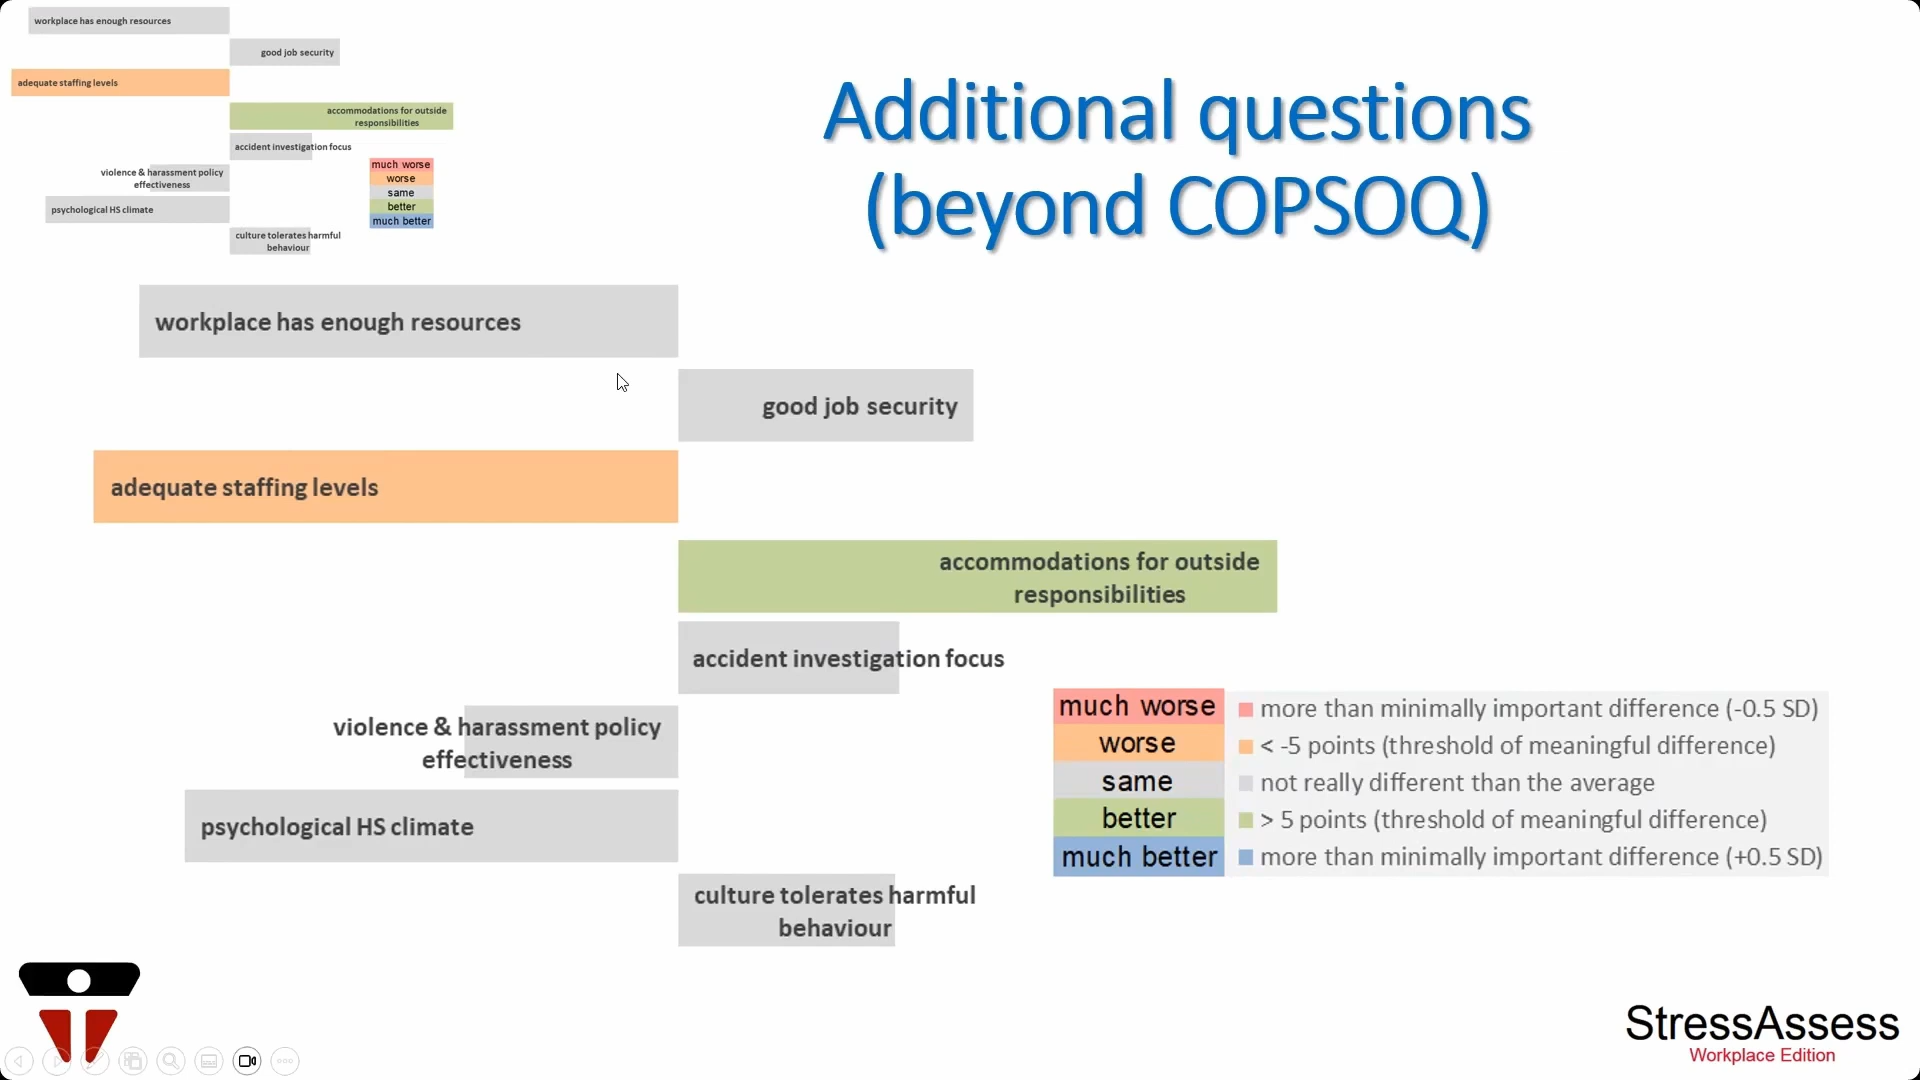 workplace has enough resources
good job security
adequate staffing levels
accommodations for outside
responsibilities
accident investigation focus
violence & harassment policy
effectiveness
psychological HS climate
culture tolerates harmful
behaviour
much worse
worse
same
better
much better
Additional questions
(beyond COPSOQ)
workplace has enough resources
good job security
adequate staffing levels
accommodations for outside
responsibilities
accident investigation focus
violence & harassment policy
effectiveness
psychological HS climate
culture tolerates harmful
behaviour
much worse more than minimally important difference (-0.5 SD)
worse < -5 points (threshold of meaningful difference)
same not really different than the average
better > 5 points (threshold of meaningful difference)
much better more than minimally important difference (+0.5 SD)
StressAssess
Workplace Edition